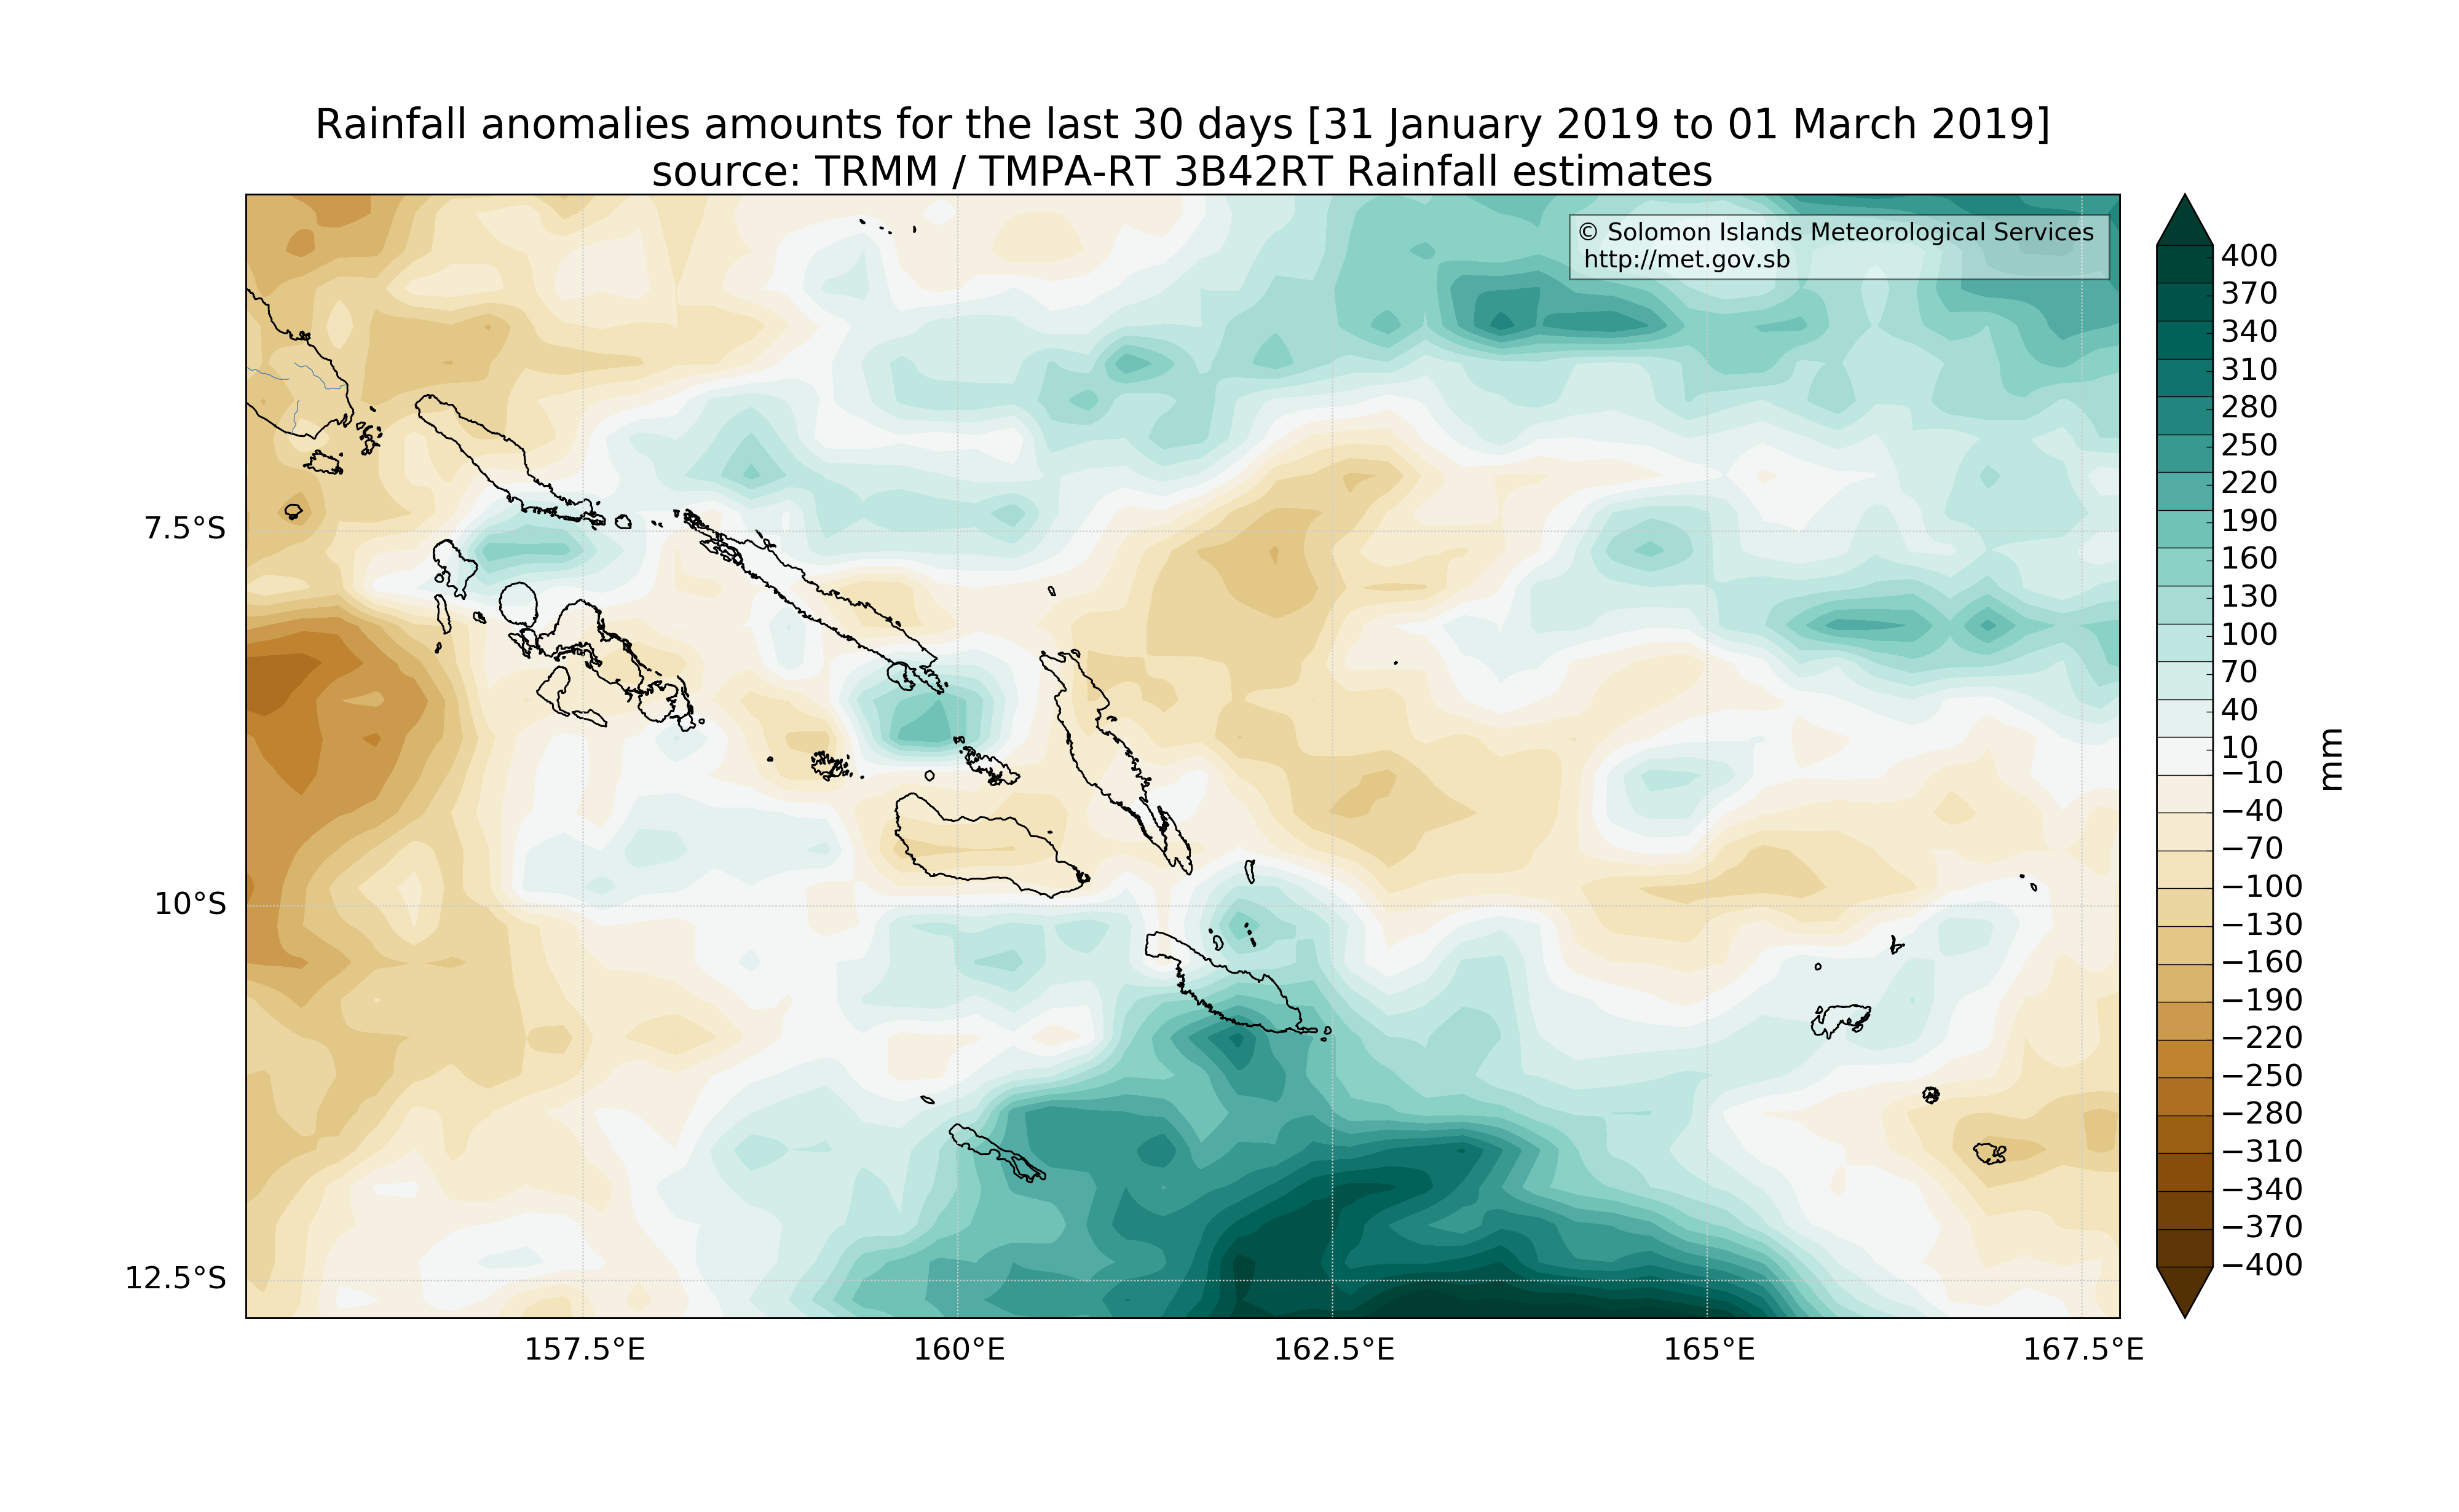 Rainfall anomalies amounts for the last 30 days [31 January 2019 to 01 March 2019]
source: TRMM / TMPA-RT 3B42RT Rainfall estimates
© Solomon Islands Meteorological Services
http://met.gov.sb
7.5°S
10°S
12.5°S
157.5°E
160°E
162.5°E
165°E
167.5°E
400
370
340
310
280
250
220
190
160
130
100
70
40
10
−10
−40
−70
−100
−130
−160
−190
−220
−250
−280
−310
−340
−370
−400
mm